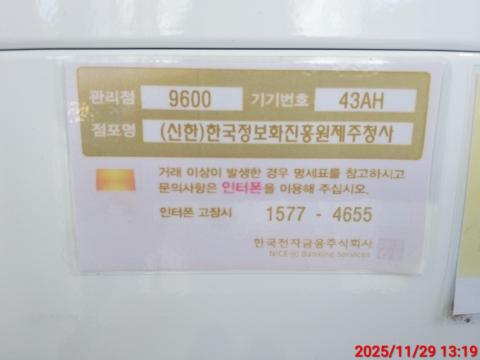 관리점 9600 기기번호 43AH
점포명 (신한)한국정보화진흥원제주청사
거래 이상이 발생한 경우 명세표를 참고하시고
문의사항은 인터폰을 이용해 주십시오.
인터폰 고장시 1577 - 4655
한국전자금융주식회사
NICE Banking Services
2025/11/29 13:19